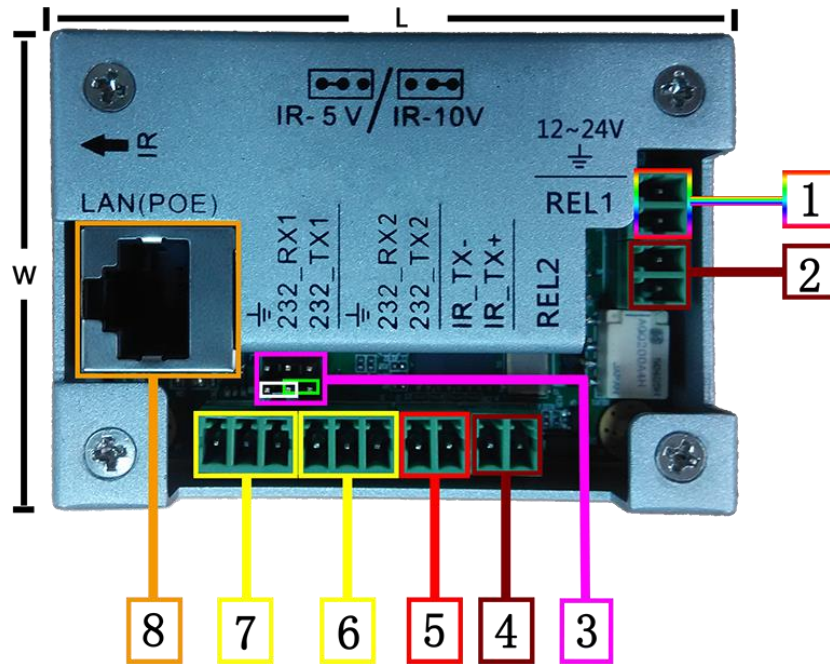 L
W
IR-5V/IR-10V
12~24V
IR
LAN(POE)
REL1
232_RX1
232_TX1
232_RX2
232_TX2
IR_TX-
IR_TX+
REL2
1
2
3
4
5
6
7
8